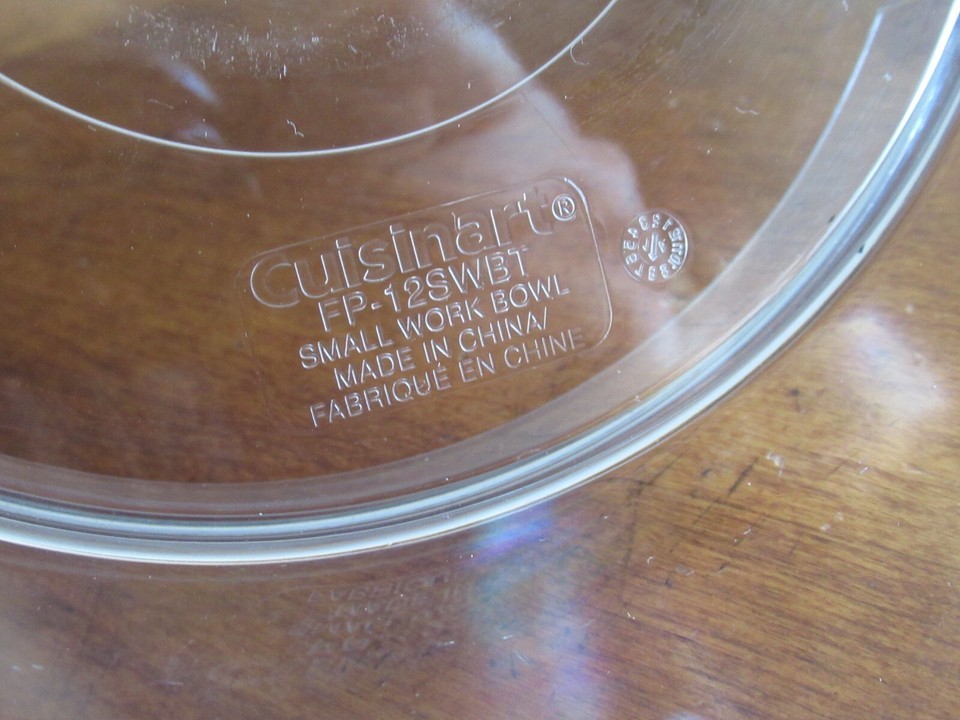 Cuisinart®
FP-12SWBT
SMALL WORK BOWL
MADE IN CHINA/
FABRIQUÉ EN CHINE